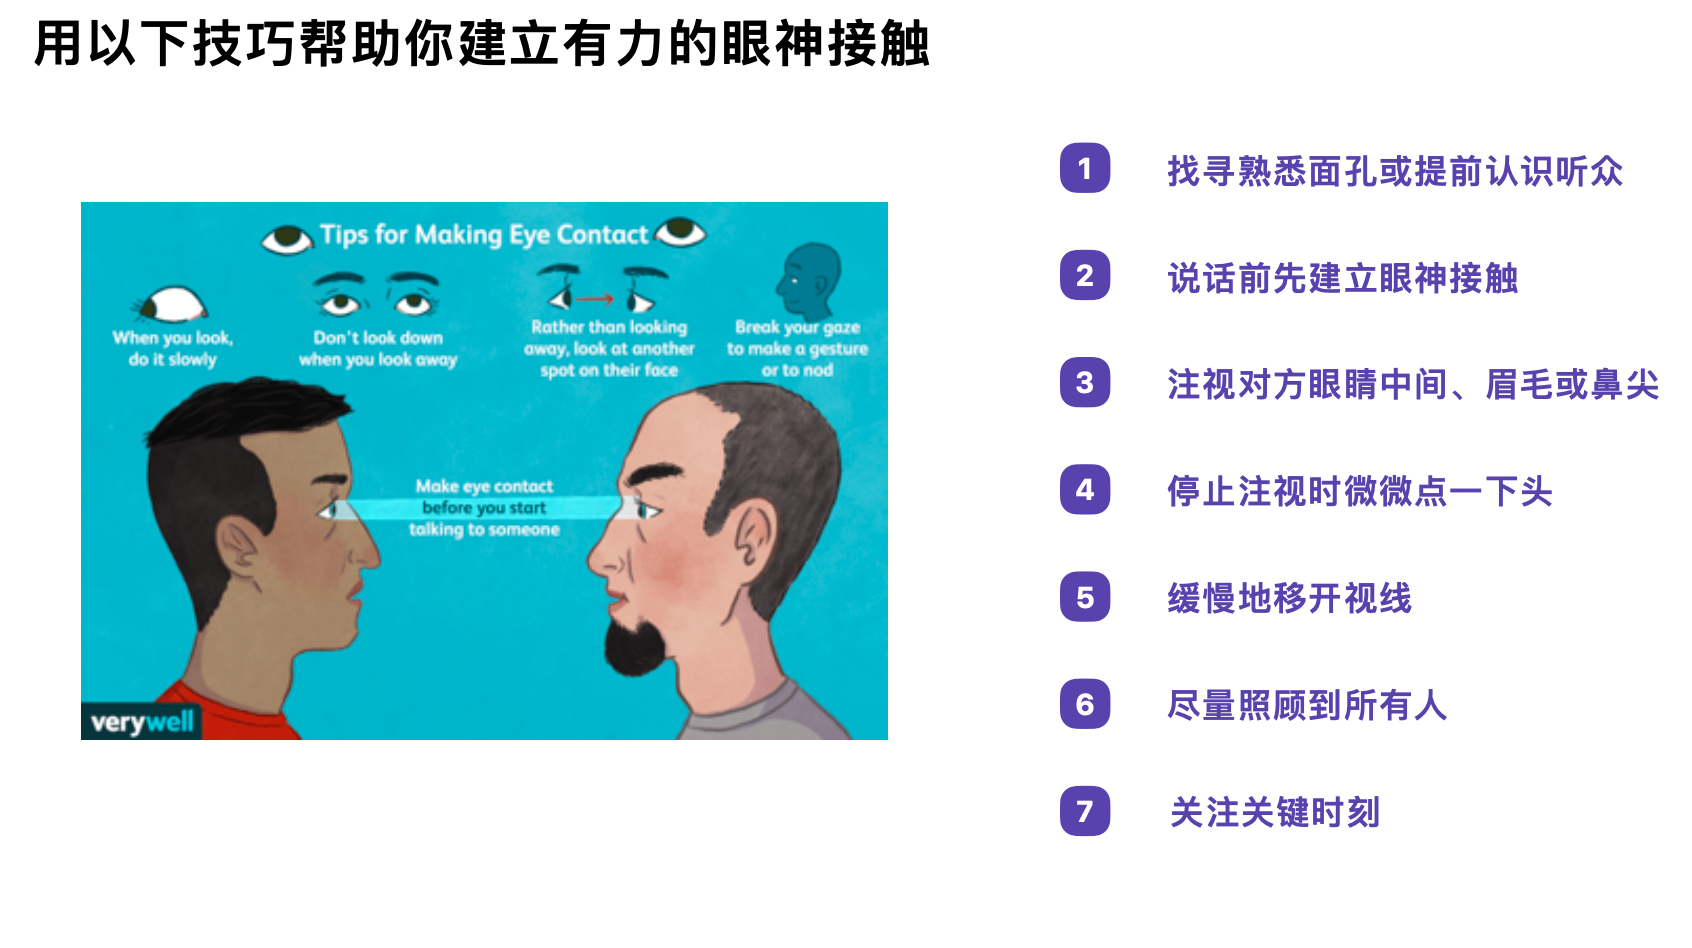 用以下技巧帮助你建立有力的眼神接触
Tips for Making Eye Contact
When you look,
do it slowly
Don't look down
when you look away
Rather than looking
away, look at another
spot on their face
Break your gaze
to make a gesture
or to nod
Make eye contact
before you start
talking to someone
verywell
1 找寻熟悉面孔或提前认识听众
2 说话前先建立眼神接触
3 注视对方眼睛中间、眉毛或鼻尖
4 停止注视时微微点一下头
5 缓慢地移开视线
6 尽量照顾到所有人
7 关注关键时刻